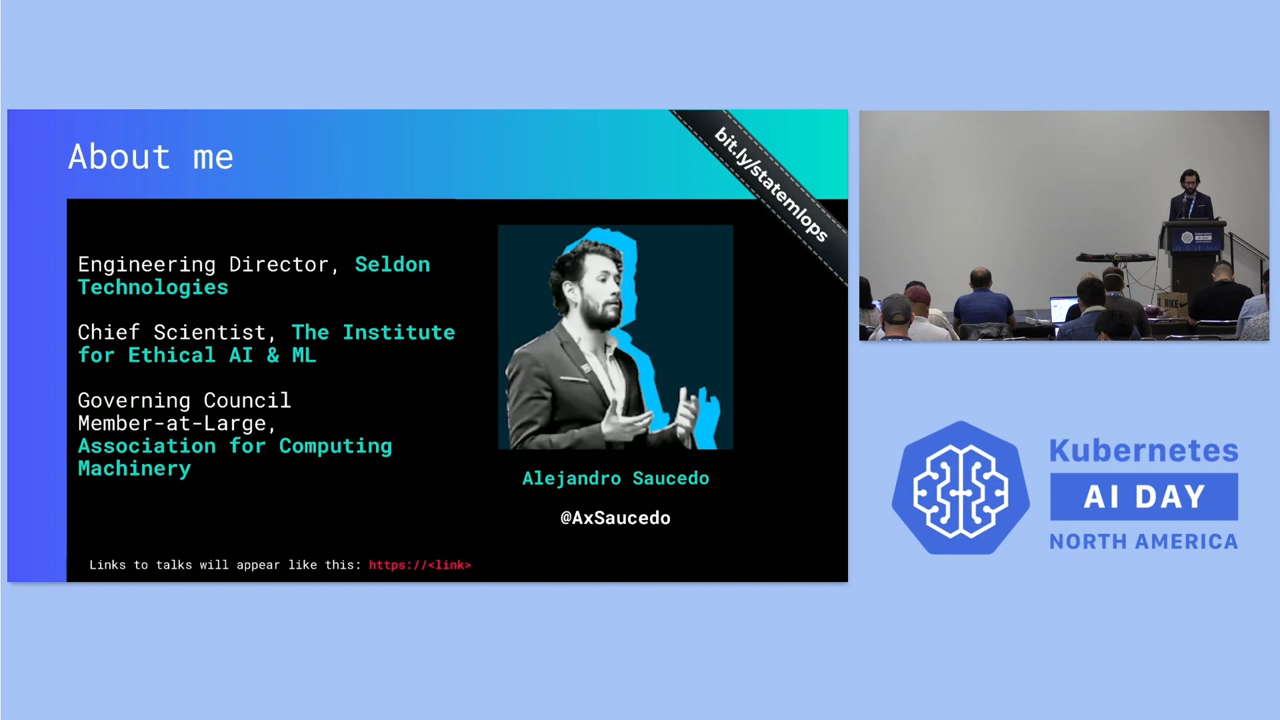 About me
bit.ly/statemlops
Engineering Director, Seldon
Technologies
Chief Scientist, The Institute
for Ethical AI & ML
Governing Council
Member-at-Large,
Association for Computing
Machinery
Alejandro Saucedo
@AxSaucedo
Links to talks will appear like this: https://<link>
Kubernetes
AI DAY
NORTH AMERICA